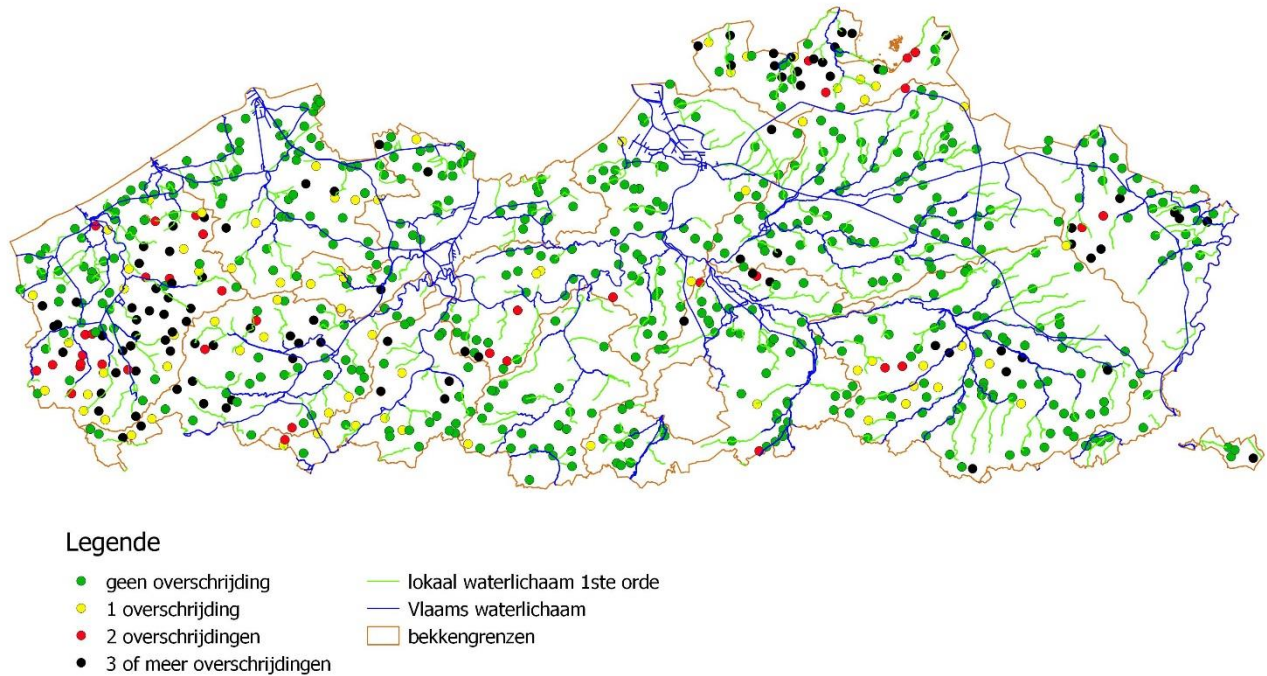 Legende
geen overschrijding
1 overschrijding
2 overschrijdingen
3 of meer overschrijdingen
lokaal waterlichaam 1ste orde
Vlaams waterlichaam
bekkengrenzen